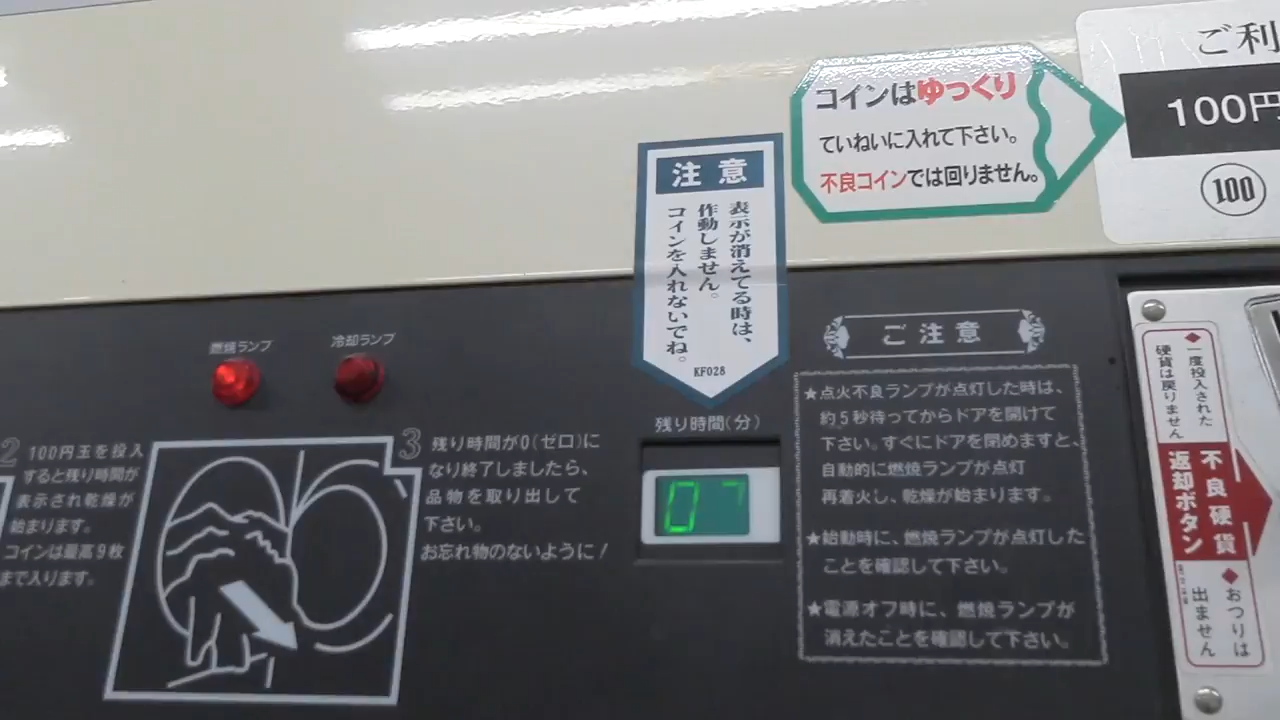 コインはゆっくり
ていねいに入れて下さい。
不良コインでは回りません。
ご利
100円
100
注意
表示が消えてる時は、
作動しません。
コインを入れないでね。
KF028
燃焼ランプ
冷却ランプ
2 100円玉を投入
すると残り時間が
表示され乾燥が
始まります。
コインは最高9枚
まで入ります。
3 残り時間が0(ゼロ)に
なり終了しましたら、
品物を取り出して
下さい。
お忘れ物のないように!
残り時間(分)
07
ご注意
★点火不良ランプが点灯した時は、
約5秒待ってからドアを開けて
下さい。すぐにドアを閉めますと、
自動的に燃焼ランプが点灯
再着火し、乾燥が始まります。
★始動時に、燃焼ランプが点灯した
ことを確認して下さい。
★電源オフ時に、燃焼ランプが
消えたことを確認して下さい。
◆一度投入された
硬貨は戻りません
不良硬貨
返却ボタン
◆おつりは
出ません